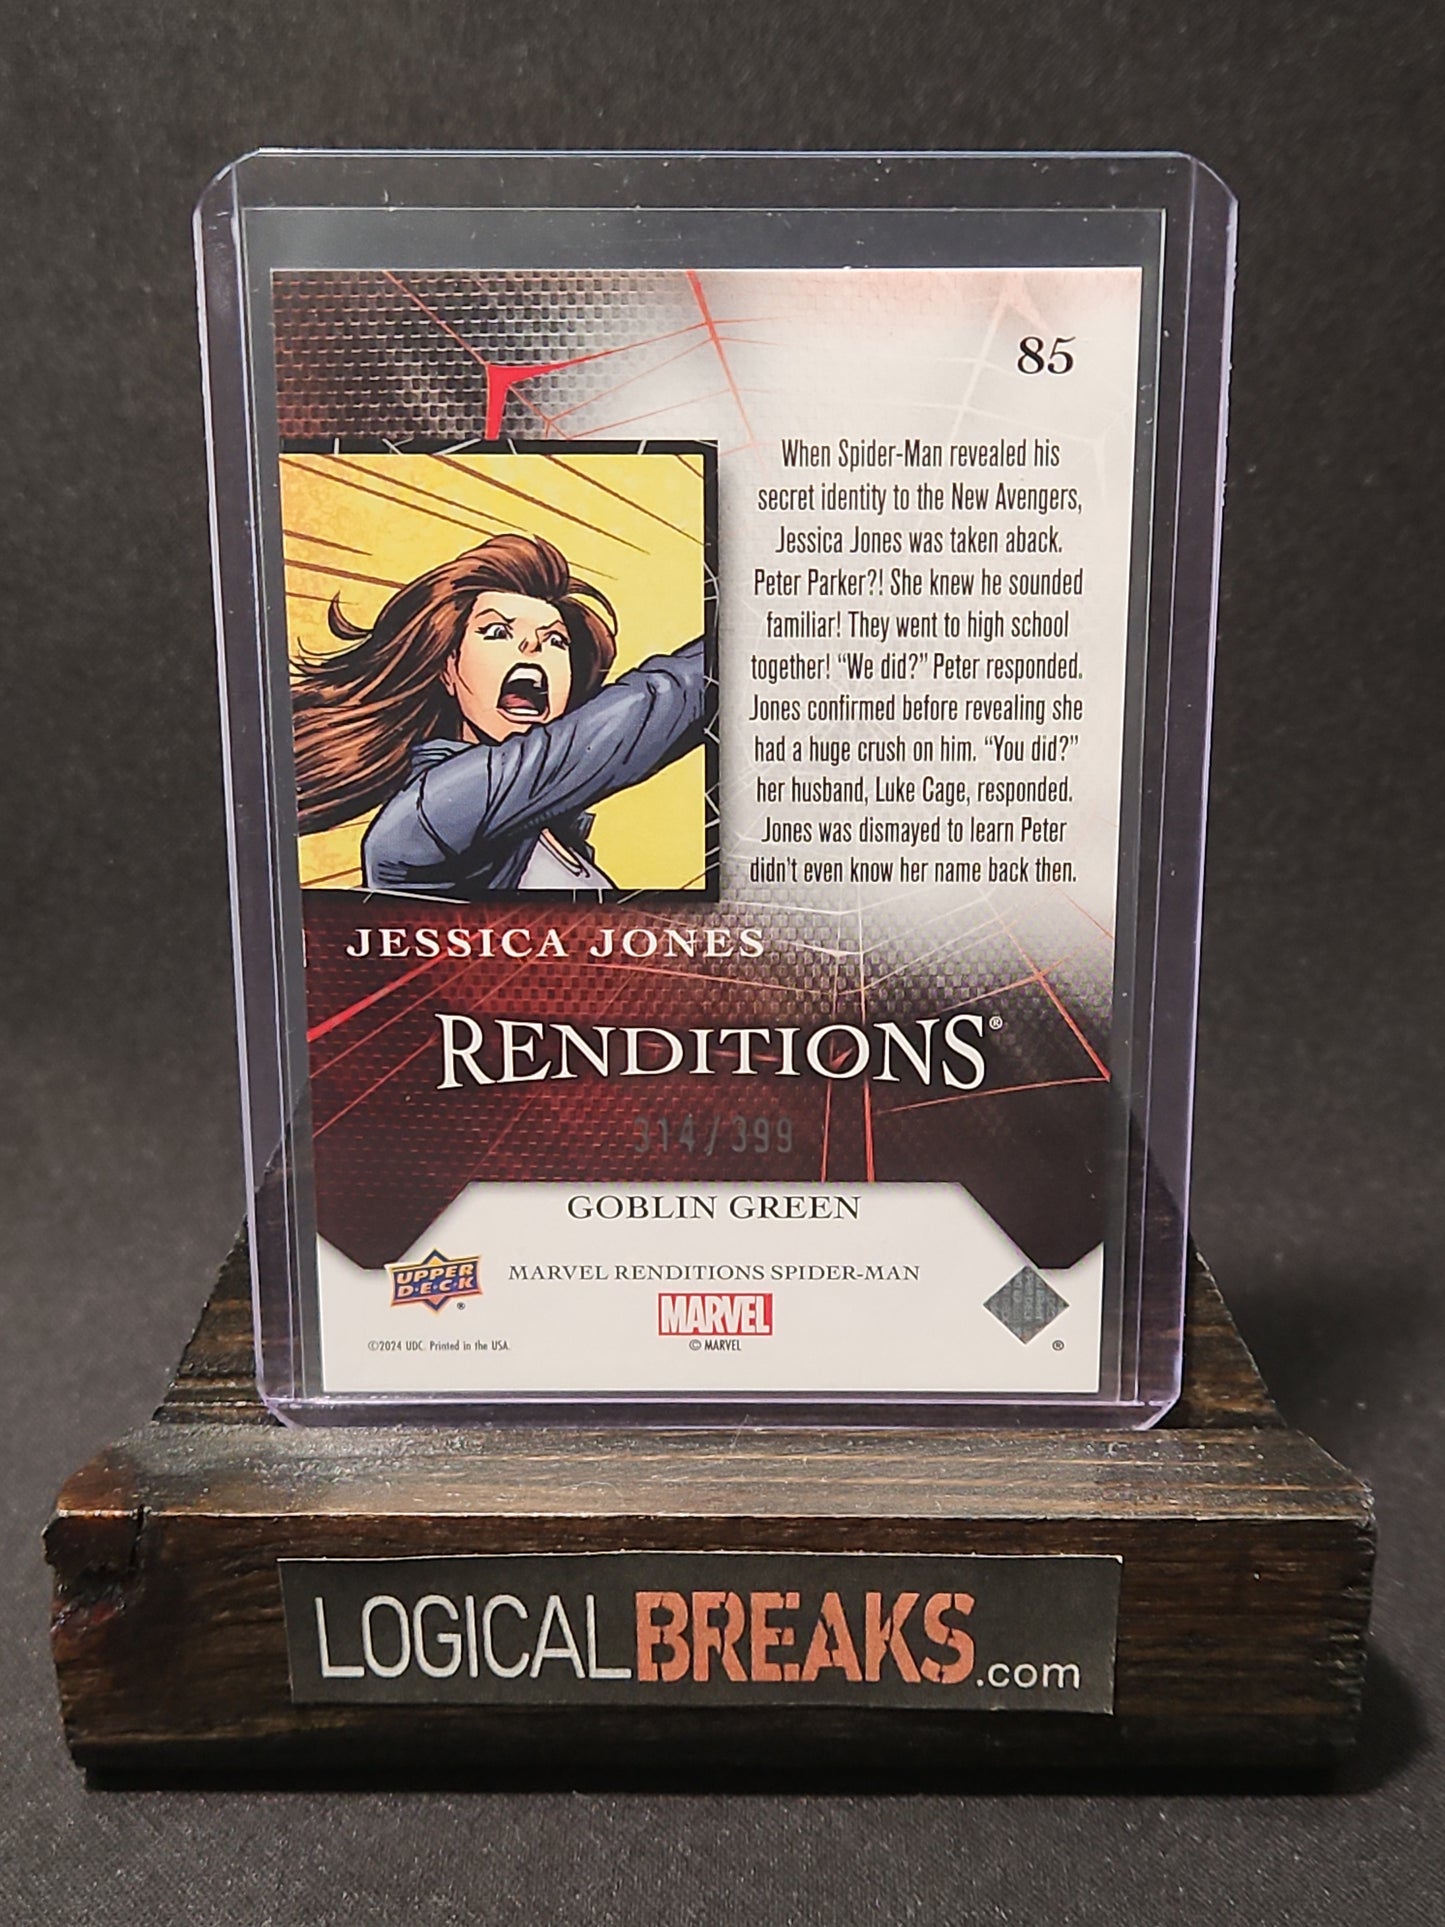 85
When Spider-Man revealed his
secret identity to the New Avengers,
Jessica Jones was taken aback.
Peter Parker?! She knew he sounded
familiar! They went to high school
together! “We did?” Peter responded.
Jones confirmed before revealing she
had a huge crush on him. “You did?”
her husband, Luke Cage, responded.
Jones was dismayed to learn Peter
didn't even know her name back then.
JESSICA JONES
RENDITIONS®
314/399
GOBLIN GREEN
UPPER
D•E•C•K
®
MARVEL RENDITIONS SPIDER-MAN
MARVEL
©2024 UDC. Printed in the USA.
© MARVEL
®
LOGICALBREAKS.com